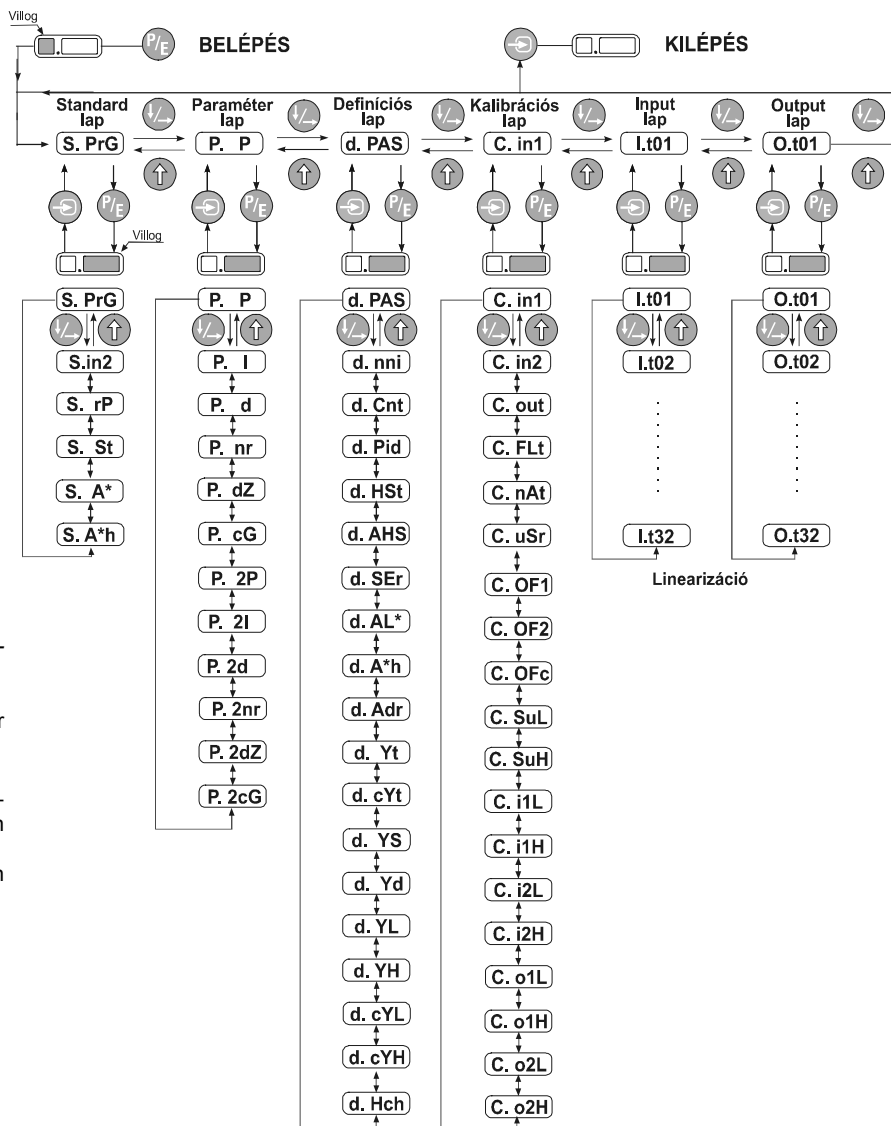 Villog
P/E BELÉPÉS
KILÉPÉS
Standard lap
Paraméter lap
Definíciós lap
Kalibrációs lap
Input lap
Output lap
S. PrG
P. P
d. PAS
C. in1
I.t01
O.t01
P/E
P/E
P/E
P/E
P/E
P/E
Villog
S. PrG
S.in2
S. rP
S. St
S. A*
S. A*h
P. P
P. I
P. d
P. nr
P. dZ
P. cG
P. 2P
P. 2I
P. 2d
P. 2nr
P. 2dZ
P. 2cG
d. PAS
d. nni
d. Cnt
d. Pid
d. HSt
d. AHS
d. SEr
d. AL*
d. A*h
d. Adr
d. Yt
d. cYt
d. YS
d. Yd
d. YL
d. YH
d. cYL
d. cYH
d. Hch
C. in1
C. in2
C. out
C. FLt
C. nAt
C. uSr
C. OF1
C. OF2
C. OFc
C. SuL
C. SuH
C. i1L
C. i1H
C. i2L
C. i2H
C. o1L
C. o1H
C. o2L
C. o2H
I.t01
I.t02
I.t32
O.t01
O.t02
O.t32
Linearizáció